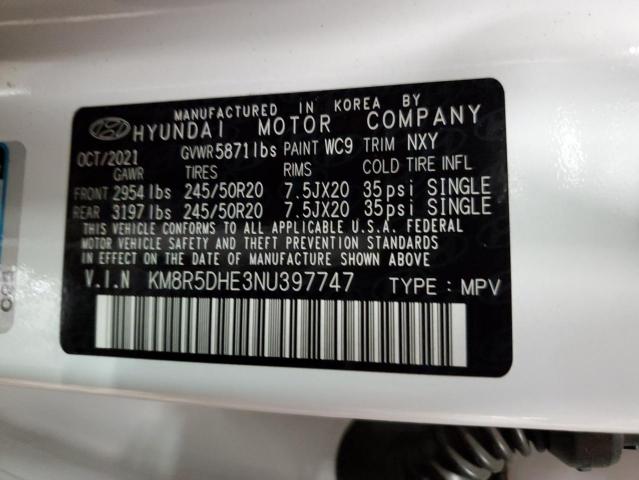 MANUFACTURED IN KOREA BY
HYUNDAI MOTOR COMPANY
OCT/2021 GVWR 5871lbs PAINT WC9 TRIM NXY
GAWR TIRES RIMS COLD TIRE INFL
FRONT 2954 lbs 245/50R20 7.5JX20 35psi SINGLE
REAR 3197 lbs 245/50R20 7.5JX20 35psi SINGLE
THIS VEHICLE CONFORMS TO ALL APPLICABLE U.S.A. FEDERAL
MOTOR VEHICLE SAFETY AND THEFT PREVENTION STANDARDS
IN EFFECT ON THE DATE OF MANUFACTURE SHOWN ABOVE
V.I.N KM8R5DHE3NU397747 TYPE : MPV